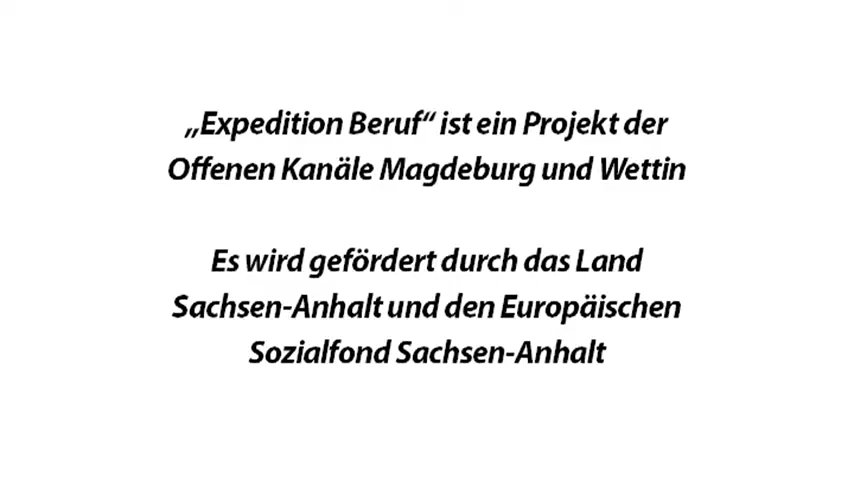 „Expedition Beruf“ ist ein Projekt der
Offenen Kanäle Magdeburg und Wettin
Es wird gefördert durch das Land
Sachsen-Anhalt und den Europäischen
Sozialfond Sachsen-Anhalt